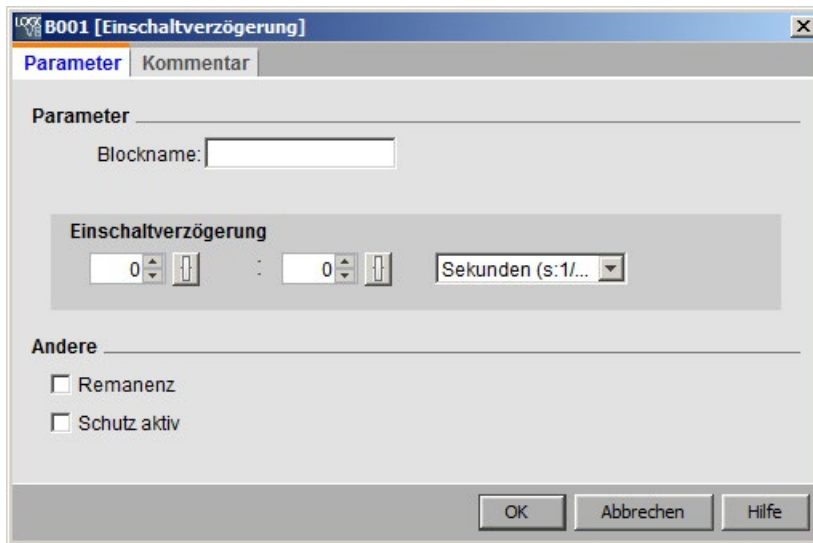 B001 [Einschaltverzögerung]
Parameter Kommentar
Parameter
Blockname:
Einschaltverzögerung
0 : 0 Sekunden (s:1/...
Andere
Remanenz
Schutz aktiv
OK Abbrechen Hilfe